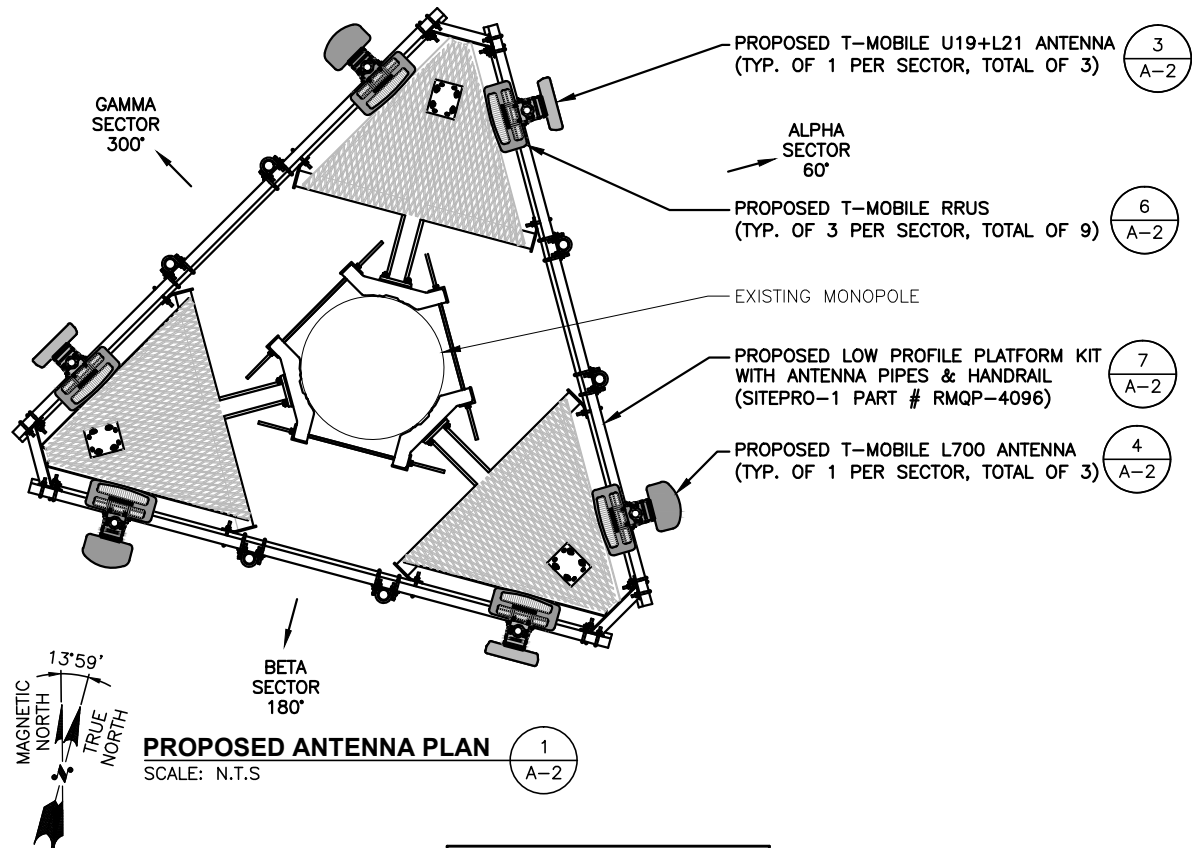 PROPOSED T-MOBILE U19+L21 ANTENNA
(TYP. OF 1 PER SECTOR, TOTAL OF 3)
3
A-2
GAMMA
SECTOR
300°
ALPHA
SECTOR
60°
PROPOSED T-MOBILE RRUS
(TYP. OF 3 PER SECTOR, TOTAL OF 9)
6
A-2
EXISTING MONOPOLE
PROPOSED LOW PROFILE PLATFORM KIT
WITH ANTENNA PIPES & HANDRAIL
(SITEPRO-1 PART # RMQP-4096)
7
A-2
PROPOSED T-MOBILE L700 ANTENNA
(TYP. OF 1 PER SECTOR, TOTAL OF 3)
4
A-2
BETA
SECTOR
180°
13°59'
MAGNETIC
NORTH
TRUE
NORTH
N
PROPOSED ANTENNA PLAN
SCALE: N.T.S
1
A-2